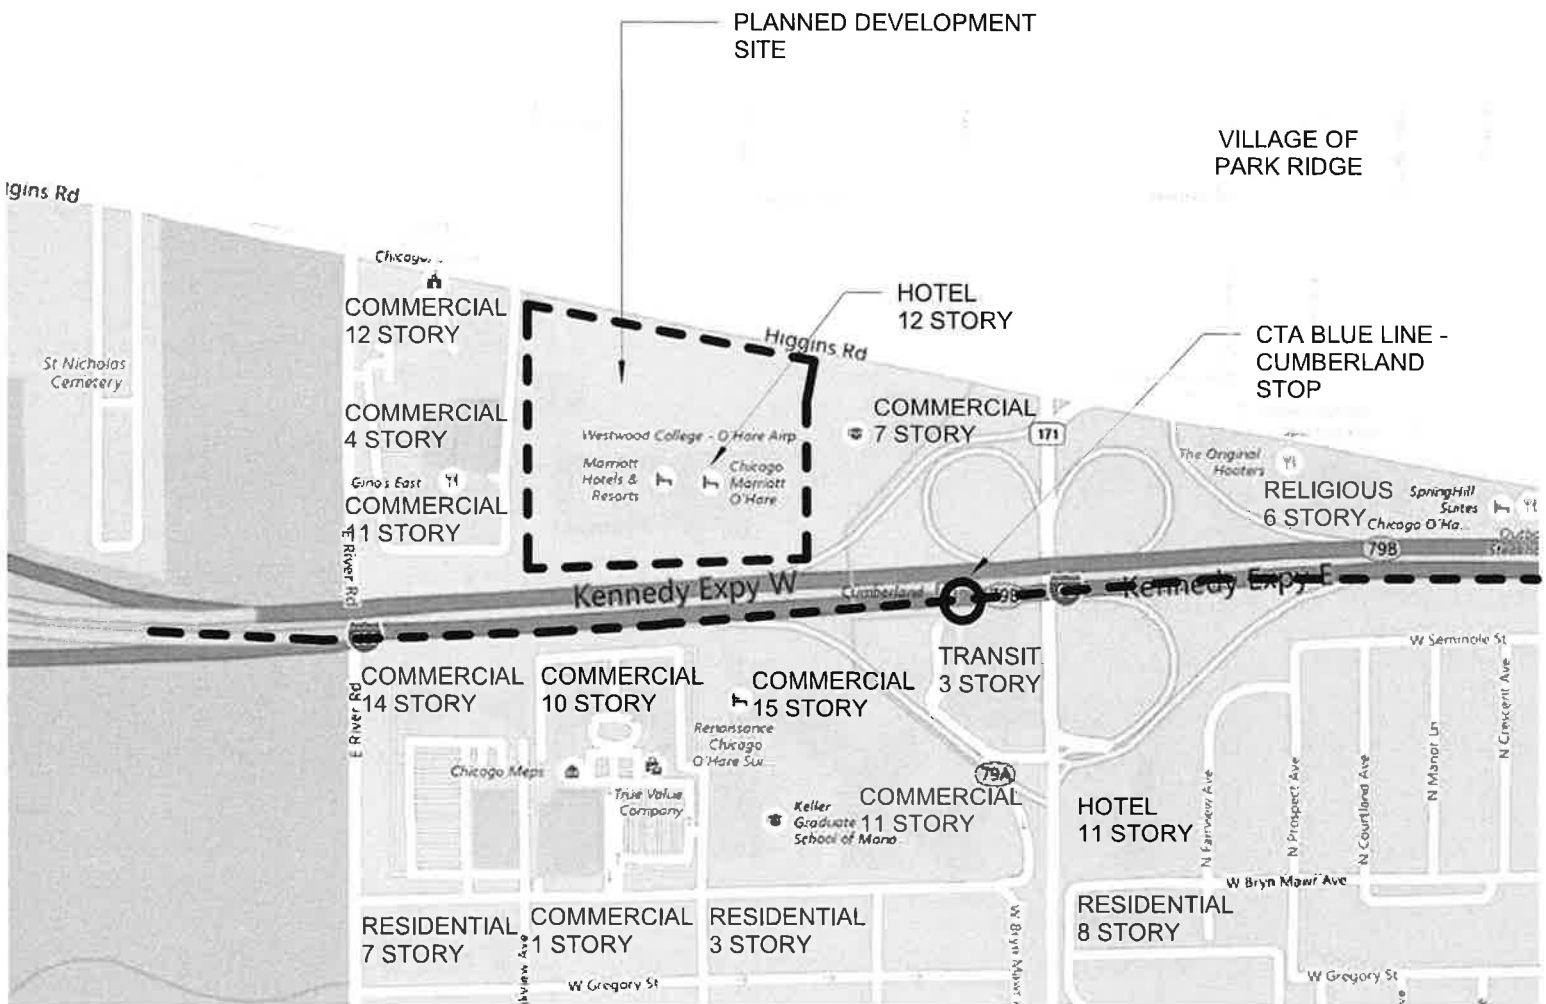 PLANNED DEVELOPMENT
SITE
VILLAGE OF
PARK RIDGE
iggins Rd
Chicago
COMMERCIAL
12 STORY
HOTEL
12 STORY
Higgins Rd
CTA BLUE LINE -
CUMBERLAND
STOP
St Nicholas
Cemetery
COMMERCIAL
4 STORY
COMMERCIAL
7 STORY
171
Westwood College - O'Hare Airp
Marriott
Hotels &
Resorts
Chicago
Marriott
O'Hare
The Original
Hooters
Gino's East
COMMERCIAL
11 STORY
RELIGIOUS
6 STORY
SpringHill
Suites
Chicago O'Ha...
79B
E River Rd
Kennedy Expy W
Cumberland
79B
Kennedy Expy E
W Seminole St
COMMERCIAL
14 STORY
COMMERCIAL
10 STORY
COMMERCIAL
15 STORY
TRANSIT
3 STORY
E River Rd
Renaissance
Chicago
O'Hare Sui...
Chicago Meps
True Value
Company
79A
Keller
Graduate
School of Mana...
COMMERCIAL
11 STORY
HOTEL
11 STORY
N Fairview Ave
N Prospect Ave
N Courtland Ave
N Manor Ln
N Crescent Ave
W Bryn Mawr Ave
RESIDENTIAL
7 STORY
COMMERCIAL
1 STORY
RESIDENTIAL
3 STORY
RESIDENTIAL
8 STORY
W Bryn Mawr
W Gregory St
W Gregory St